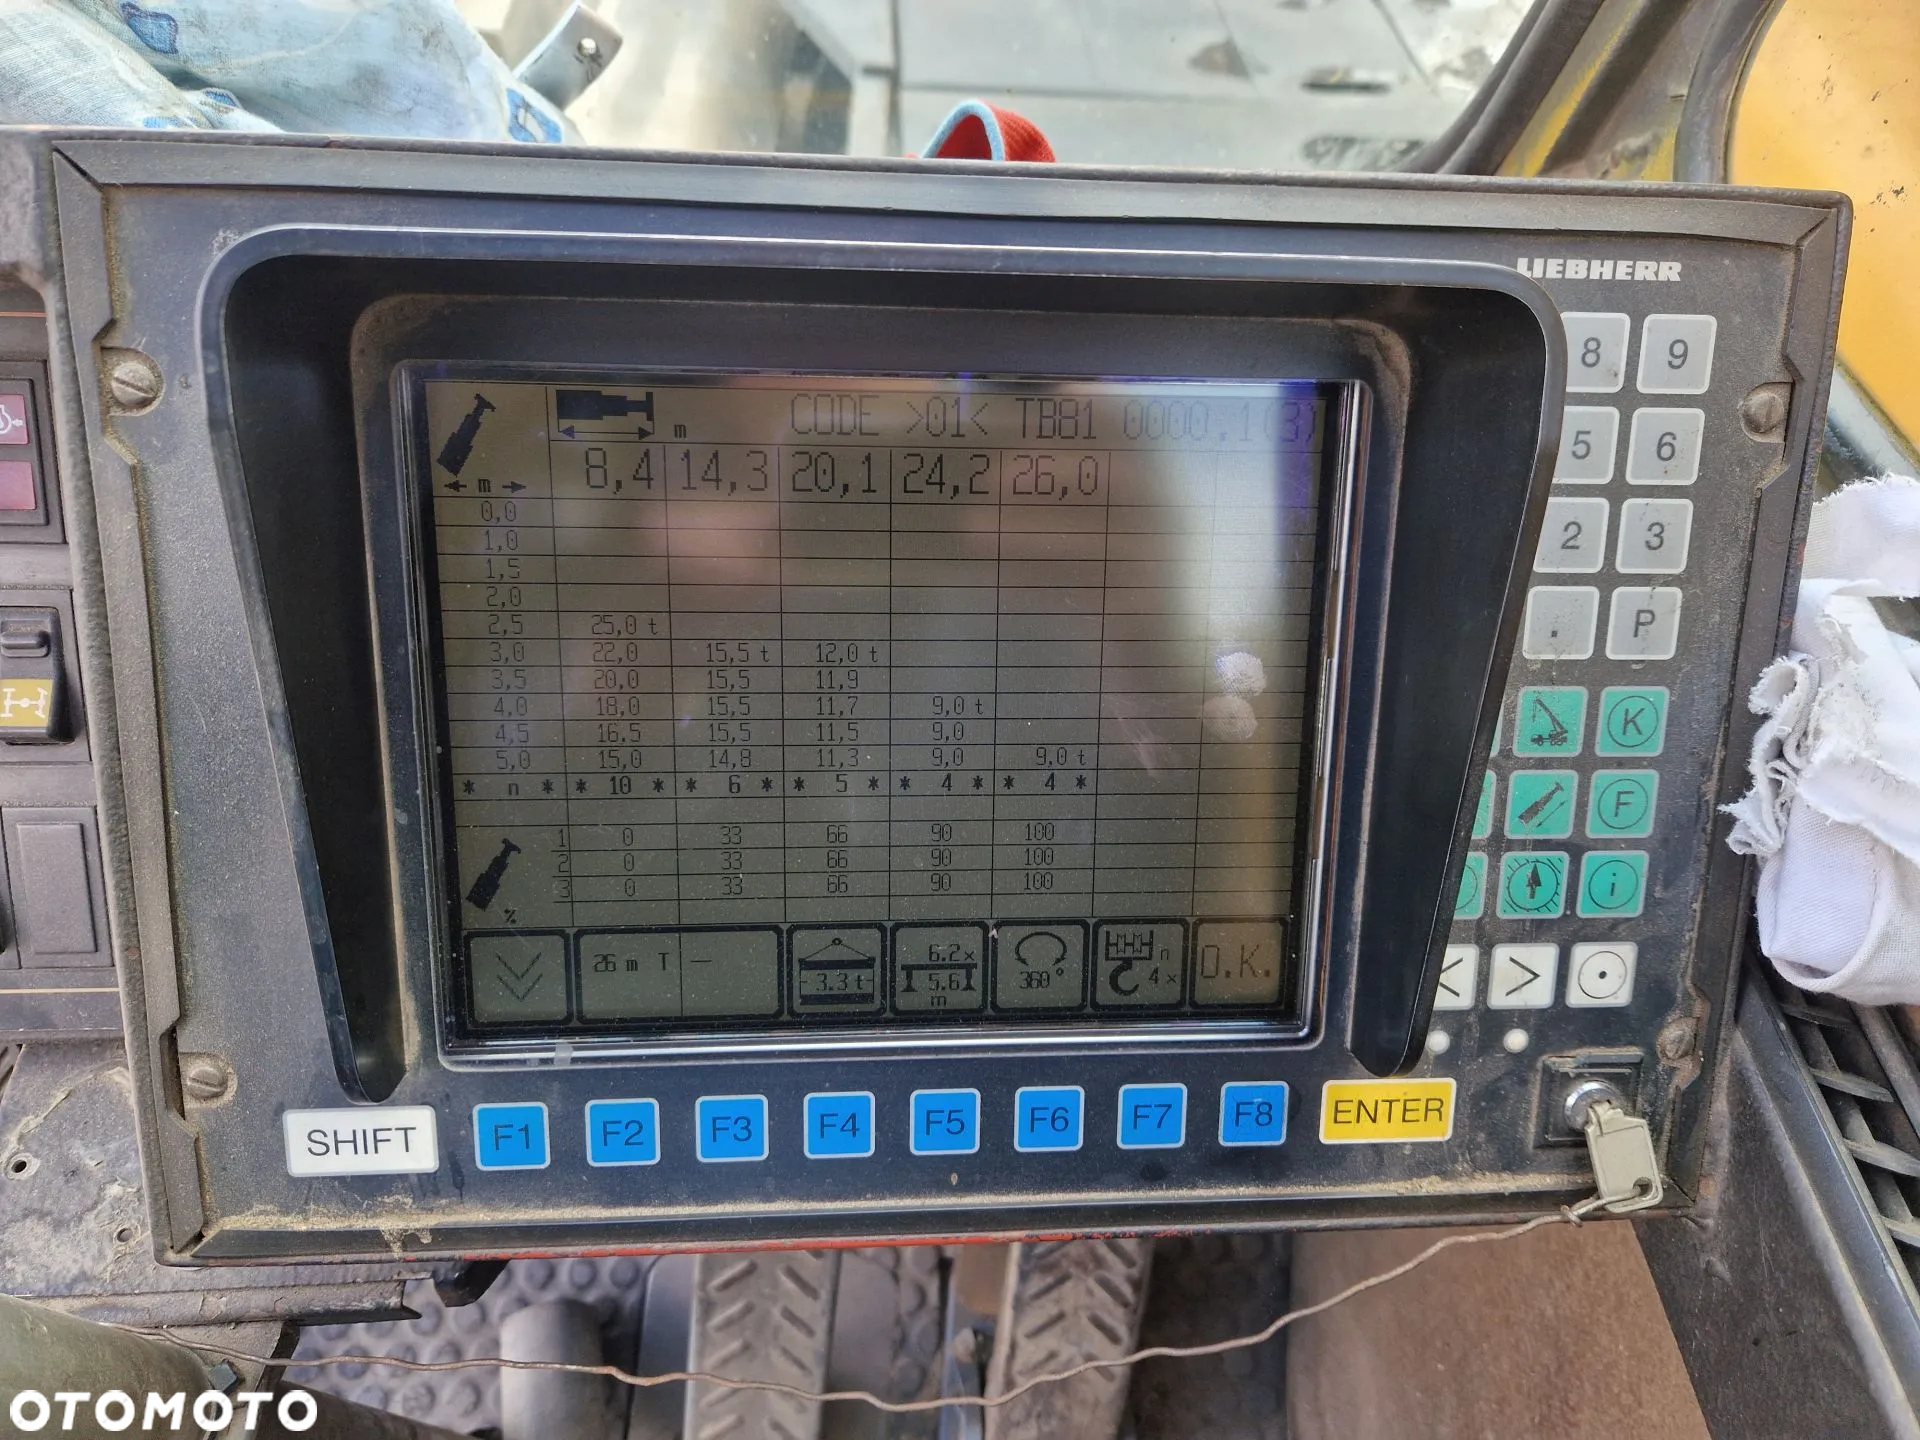 LIEBHERR
m CODE >01< TB81 0000.1(3)
m 8,4 14,3 20,1 24,2 26,0
0,0
1,0
1,5
2,0
2,5 25,0 t
3,0 22,0 15,5 t 12,0 t
3,5 20,0 15,5 11,9
4,0 18,0 15,5 11,7 9,0 t
4,5 16.5 15,5 11,5 9,0
5,0 15,0 14,8 11,3 9,0 9,0 t
* n * * 10 * * 6 * * 5 * * 4 * * 4 *
1 0 33 66 90 100
2 0 33 66 90 100
3 0 33 66 90 100
%
26 m T — 3.3 t 6.2x 5.6 m 360° n 4x O.K.
8 9
5 6
2 3
. P
K
F
i
< >
SHIFT F1 F2 F3 F4 F5 F6 F7 F8 ENTER
OTOMOTO